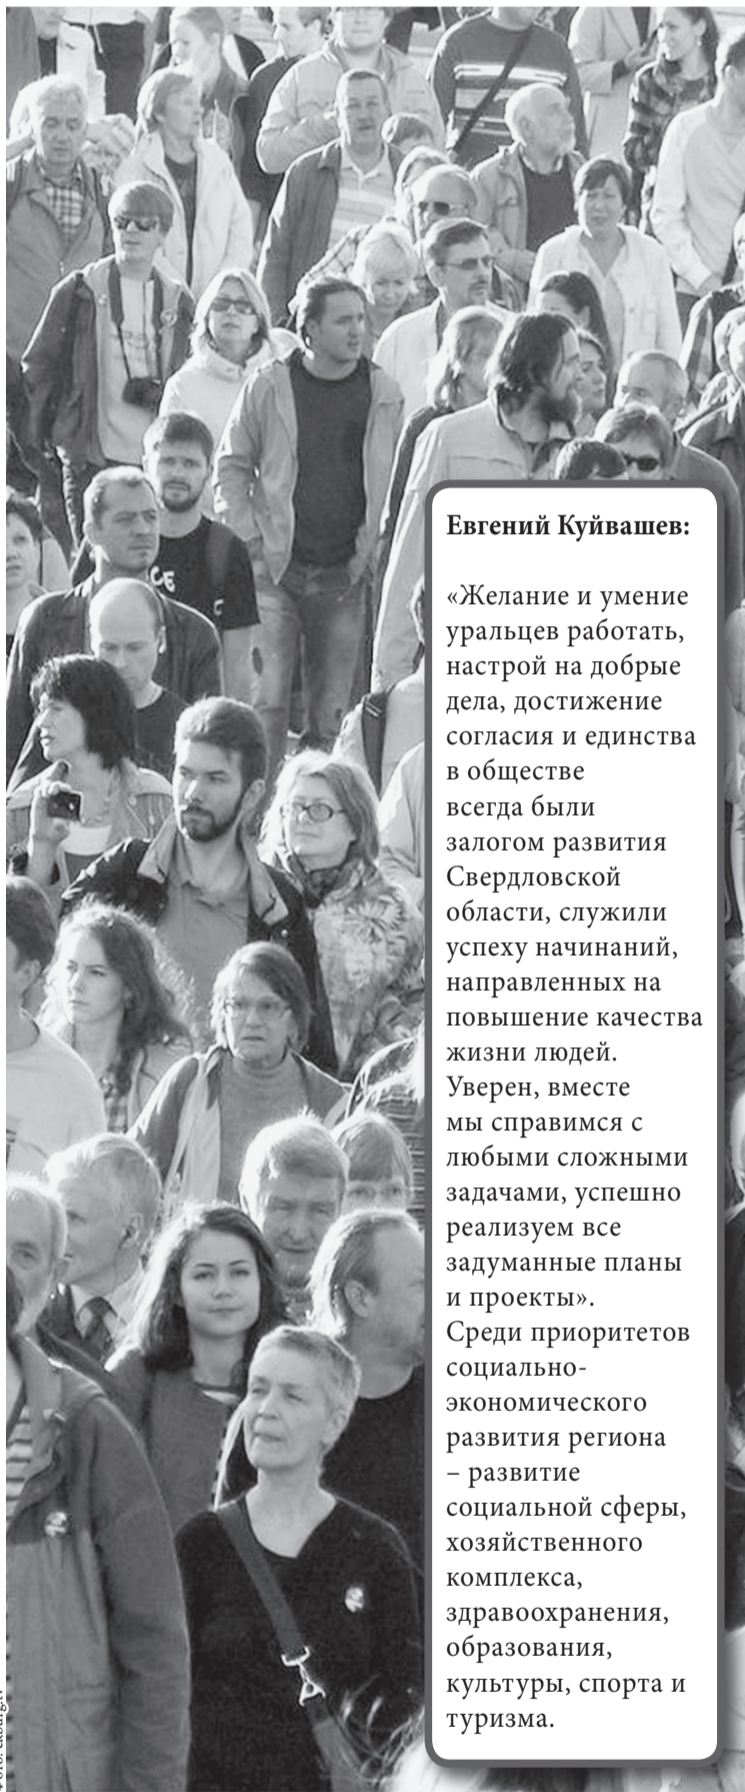 Евгений Куйвашев:
«Желание и умение
уральцев работать,
настрой на добрые
дела, достижение
согласия и единства
в обществе
всегда были
залогом развития
Свердловской
области, служили
успеху начинаний,
направленных на
повышение качества
жизни людей.
Уверен, вместе
мы справимся с
любыми сложными
задачами, успешно
реализуем все
задуманные планы
и проекты».
Среди приоритетов
социально-
экономического
развития региона
– развитие
социальной сферы,
хозяйственного
комплекса,
здравоохранения,
образования,
культуры, спорта и
туризма.